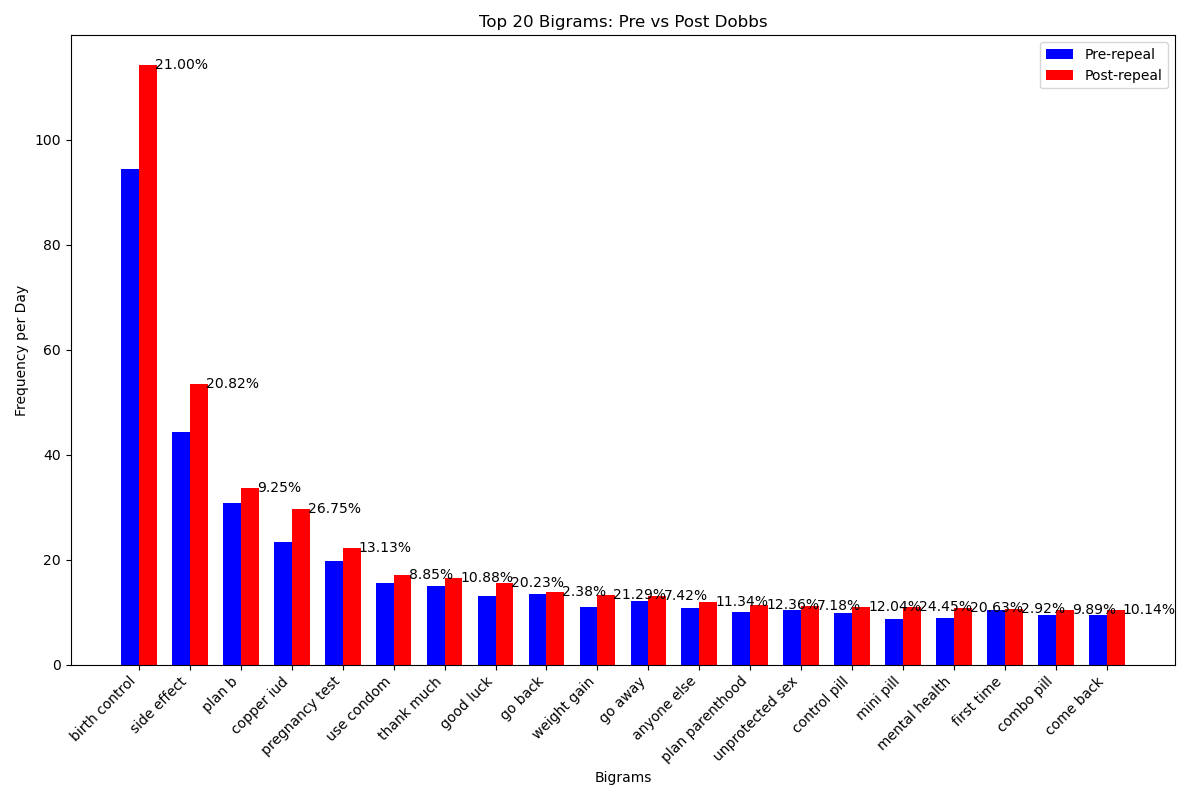 Top 20 Bigrams: Pre vs Post Dobbs
Pre-repeal
Post-repeal
Frequency per Day
100
80
60
40
20
0
21.00%
20.82%
9.25%
26.75%
13.13%
8.85%
10.88%
20.23%
2.38%
21.29%
7.42%
11.34%
12.36%
7.18%
12.04%
24.45%
20.63%
2.92%
9.89%
10.14%
birth control
side effect
plan b
copper iud
pregnancy test
use condom
thank much
good luck
go back
weight gain
go away
anyone else
plan parenthood
unprotected sex
control pill
mini pill
mental health
first time
combo pill
come back
Bigrams